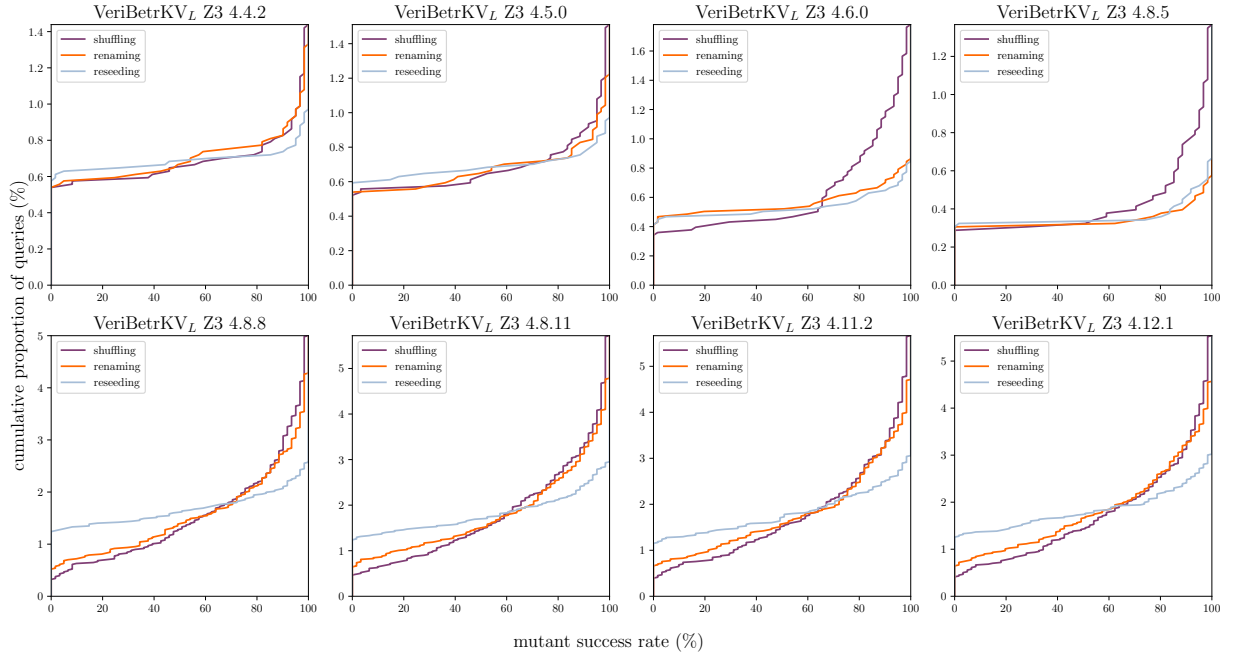 VeriBetrKV_L Z3 4.4.2
VeriBetrKV_L Z3 4.5.0
VeriBetrKV_L Z3 4.6.0
VeriBetrKV_L Z3 4.8.5
shuffling
renaming
reseeding
1.4
1.2
1.0
0.8
0.6
0.4
0.2
0.0
0 20 40 60 80 100
shuffling
renaming
reseeding
1.4
1.2
1.0
0.8
0.6
0.4
0.2
0.0
0 20 40 60 80 100
shuffling
renaming
reseeding
1.6
1.4
1.2
1.0
0.8
0.6
0.4
0.2
0.0
0 20 40 60 80 100
shuffling
renaming
reseeding
1.2
1.0
0.8
0.6
0.4
0.2
0.0
0 20 40 60 80 100
cumulative proportion of queries (%)
VeriBetrKV_L Z3 4.8.8
VeriBetrKV_L Z3 4.8.11
VeriBetrKV_L Z3 4.11.2
VeriBetrKV_L Z3 4.12.1
shuffling
renaming
reseeding
5
4
3
2
1
0
0 20 40 60 80 100
shuffling
renaming
reseeding
5
4
3
2
1
0
0 20 40 60 80 100
shuffling
renaming
reseeding
5
4
3
2
1
0
0 20 40 60 80 100
shuffling
renaming
reseeding
5
4
3
2
1
0
0 20 40 60 80 100
mutant success rate (%)